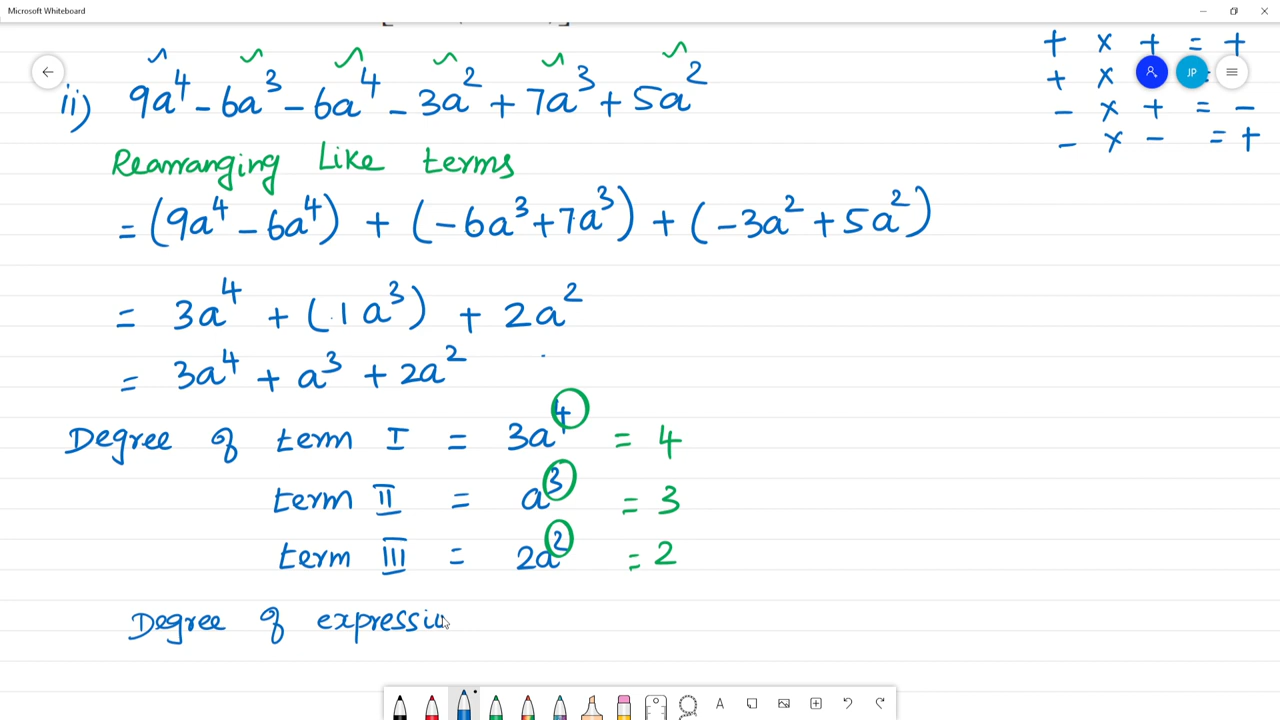 Microsoft Whiteboard
+ × + = +
+ ×
- × + = -
- × - = +
JP
ii) 9a⁴ - 6a³ - 6a⁴ - 3a² + 7a³ + 5a²
Rearranging Like terms
= (9a⁴ - 6a⁴) + (-6a³ + 7a³) + (-3a² + 5a²)
= 3a⁴ + (1a³) + 2a²
= 3a⁴ + a³ + 2a²
Degree of term I = 3a⁴ = 4
term II = a³ = 3
term III = 2a² = 2
Degree of expressi
A